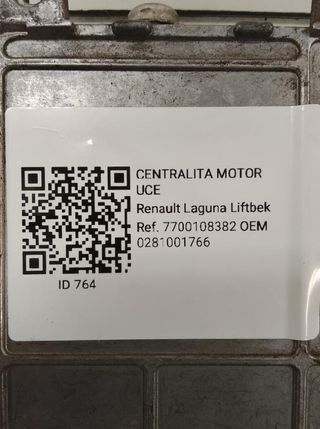 CENTRALITA MOTOR
UCE
Renault Laguna Liftbek
Ref. 7700108382 OEM
0281001766
ID 764